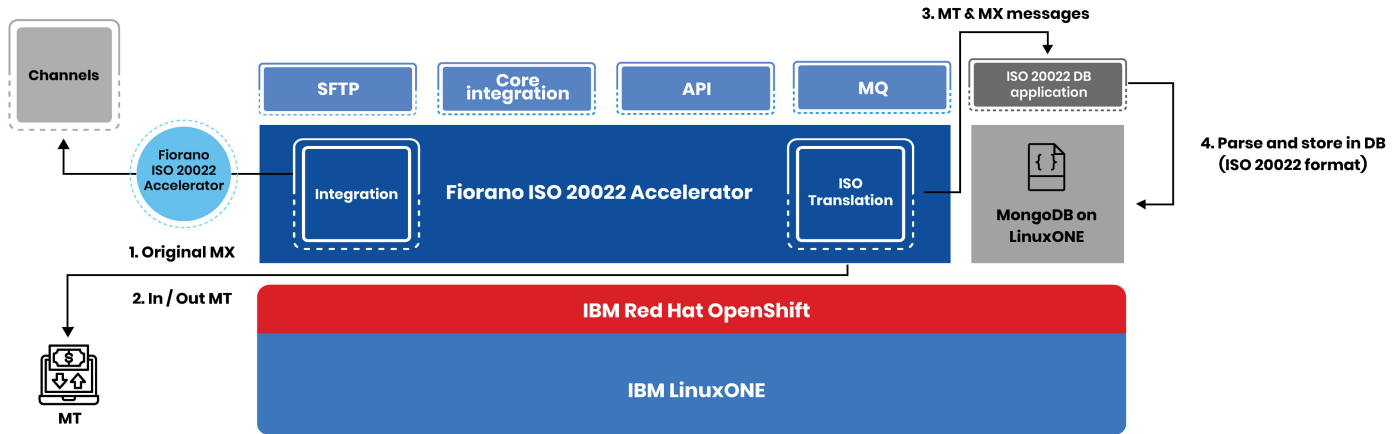 3. MT & MX messages
Channels
SFTP
Core
integration
API
MQ
ISO 20022 DB
application
Fiorano
ISO 20022
Accelerator
Integration
Fiorano ISO 20022 Accelerator
ISO
Translation
{ }
MongoDB on
LinuxONE
4. Parse and store in DB
(ISO 20022 format)
1. Original MX
2. In / Out MT
$
MT
IBM Red Hat OpenShift
IBM LinuxONE